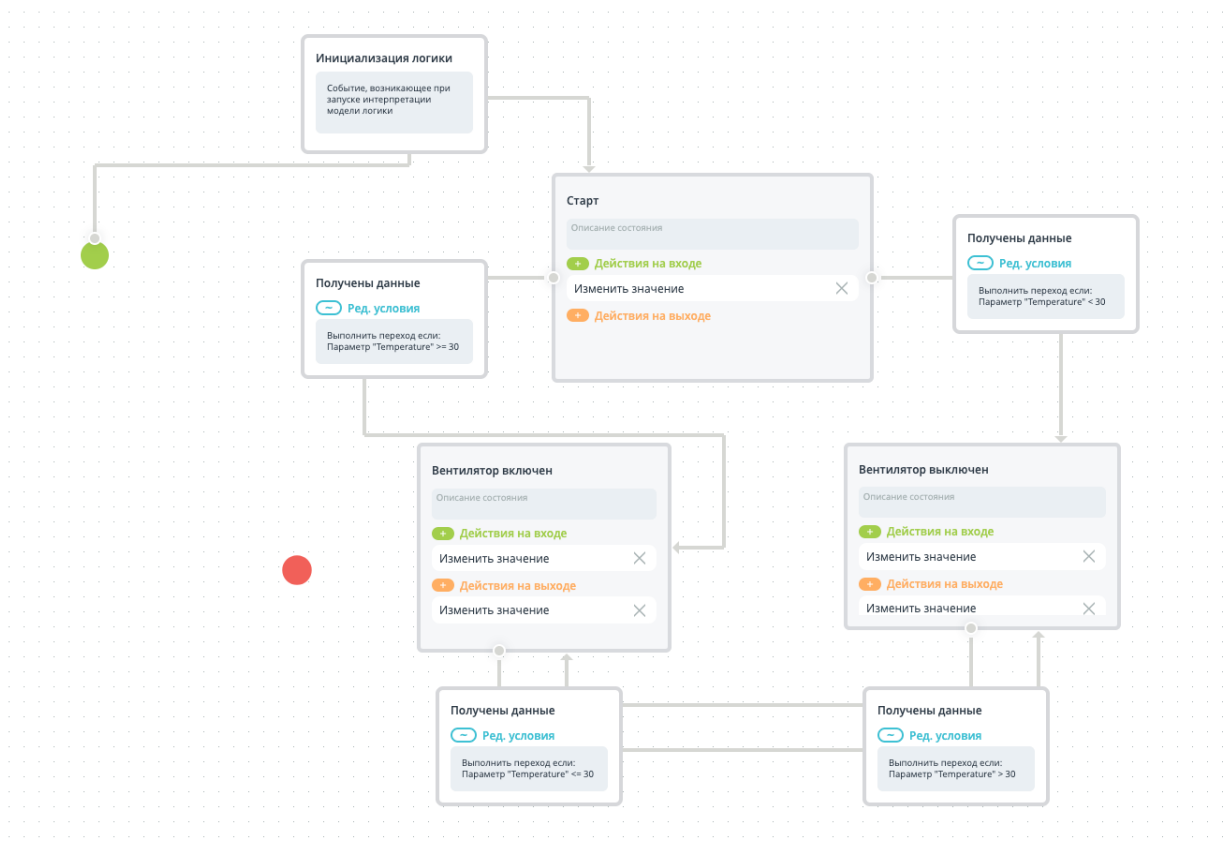 Инициализация логики
Событие, возникающее при
запуске интерпретации
модели логики
Старт
Описание состояния
+ Действия на входе
Изменить значение
+ Действия на выходе
Получены данные
~ Ред. условия
Выполнить переход если:
Параметр "Temperature" >= 30
Получены данные
~ Ред. условия
Выполнить переход если:
Параметр "Temperature" < 30
Вентилятор включен
Описание состояния
+ Действия на входе
Изменить значение
+ Действия на выходе
Изменить значение
Вентилятор выключен
Описание состояния
+ Действия на входе
Изменить значение
+ Действия на выходе
Изменить значение
Получены данные
~ Ред. условия
Выполнить переход если:
Параметр "Temperature" <= 30
Получены данные
~ Ред. условия
Выполнить переход если:
Параметр "Temperature" > 30